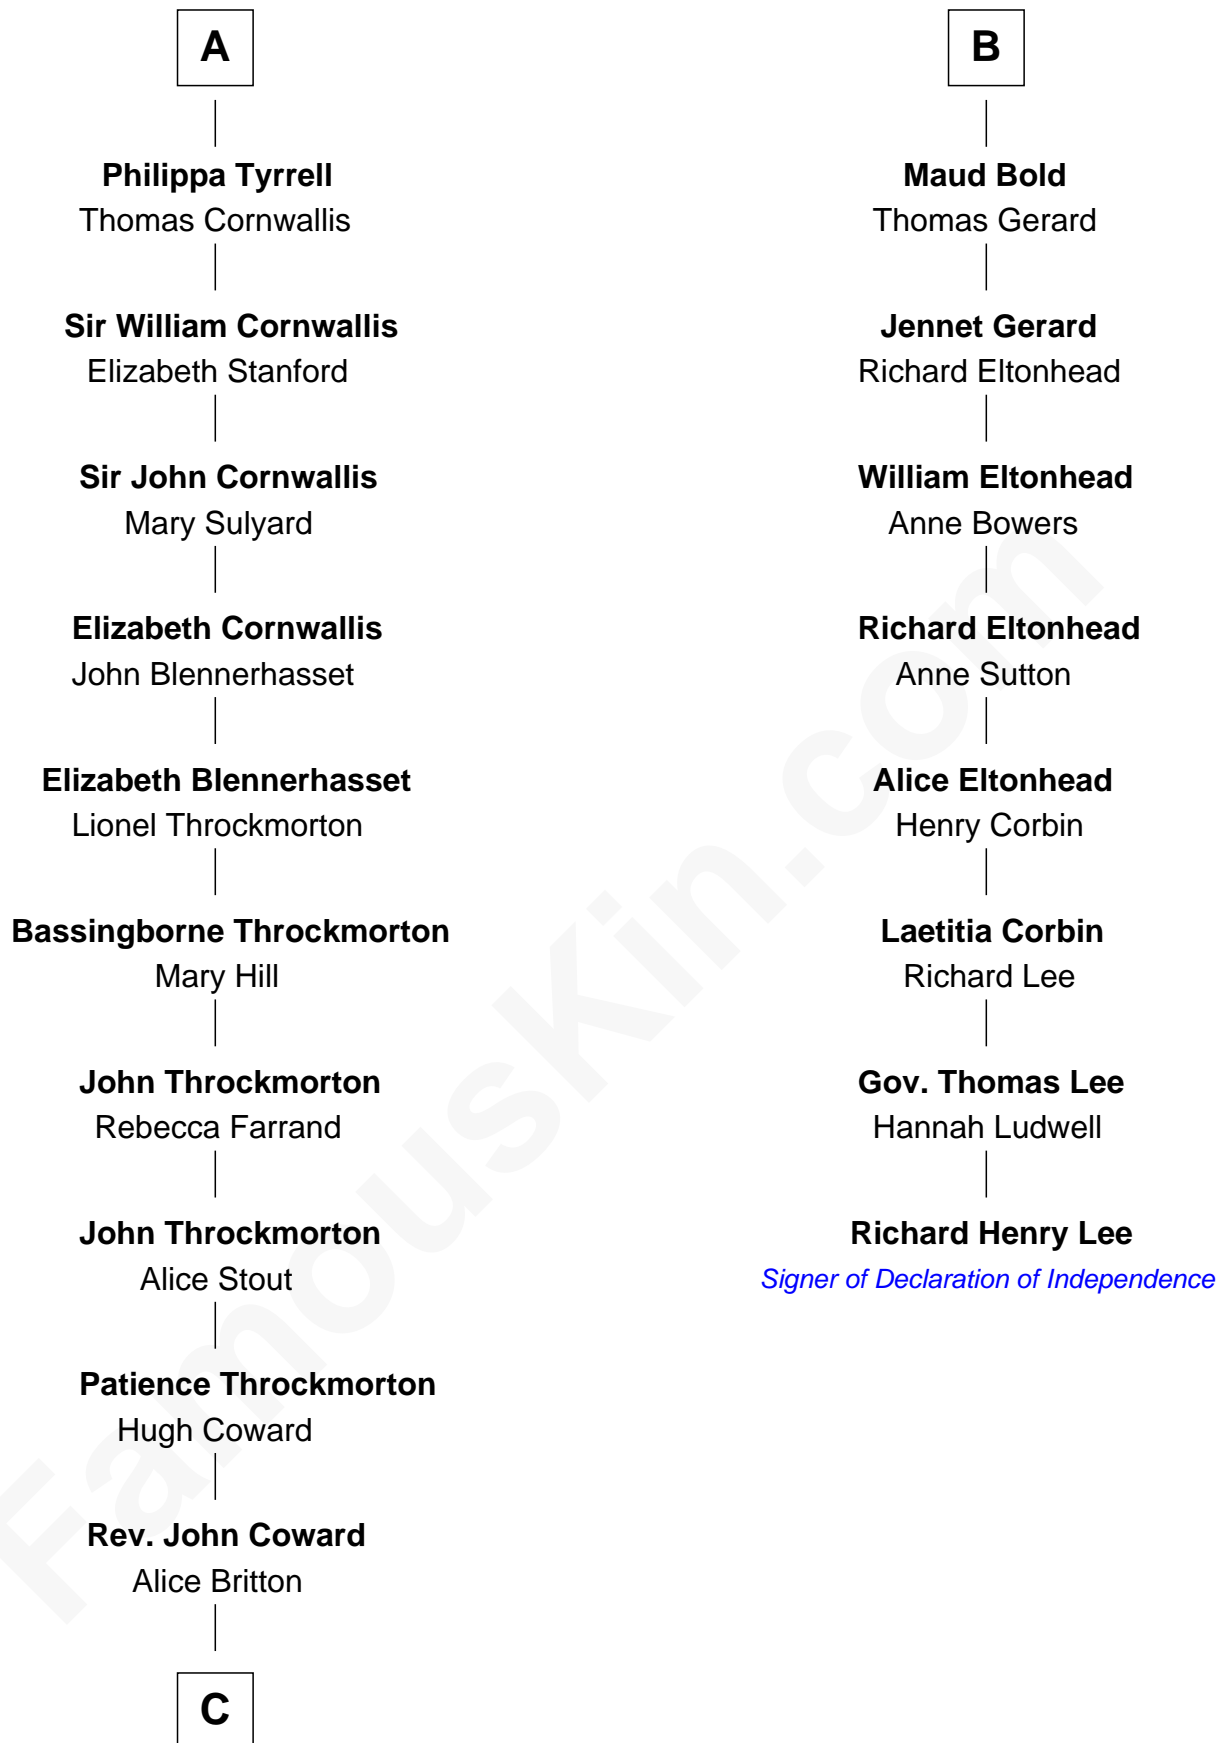 A
Philippa Tyrrell
Thomas Cornwallis
Sir William Cornwallis
Elizabeth Stanford
Sir John Cornwallis
Mary Sulyard
Elizabeth Cornwallis
John Blennerhasset
Elizabeth Blennerhasset
Lionel Throckmorton
Bassingborne Throckmorton
Mary Hill
John Throckmorton
Rebecca Farrand
John Throckmorton
Alice Stout
Patience Throckmorton
Hugh Coward
Rev. John Coward
Alice Britton
C
B
Maud Bold
Thomas Gerard
Jennet Gerard
Richard Eltonhead
William Eltonhead
Anne Bowers
Richard Eltonhead
Anne Sutton
Alice Eltonhead
Henry Corbin
Laetitia Corbin
Richard Lee
Gov. Thomas Lee
Hannah Ludwell
Richard Henry Lee
Signer of Declaration of Independence
FamousKin.com